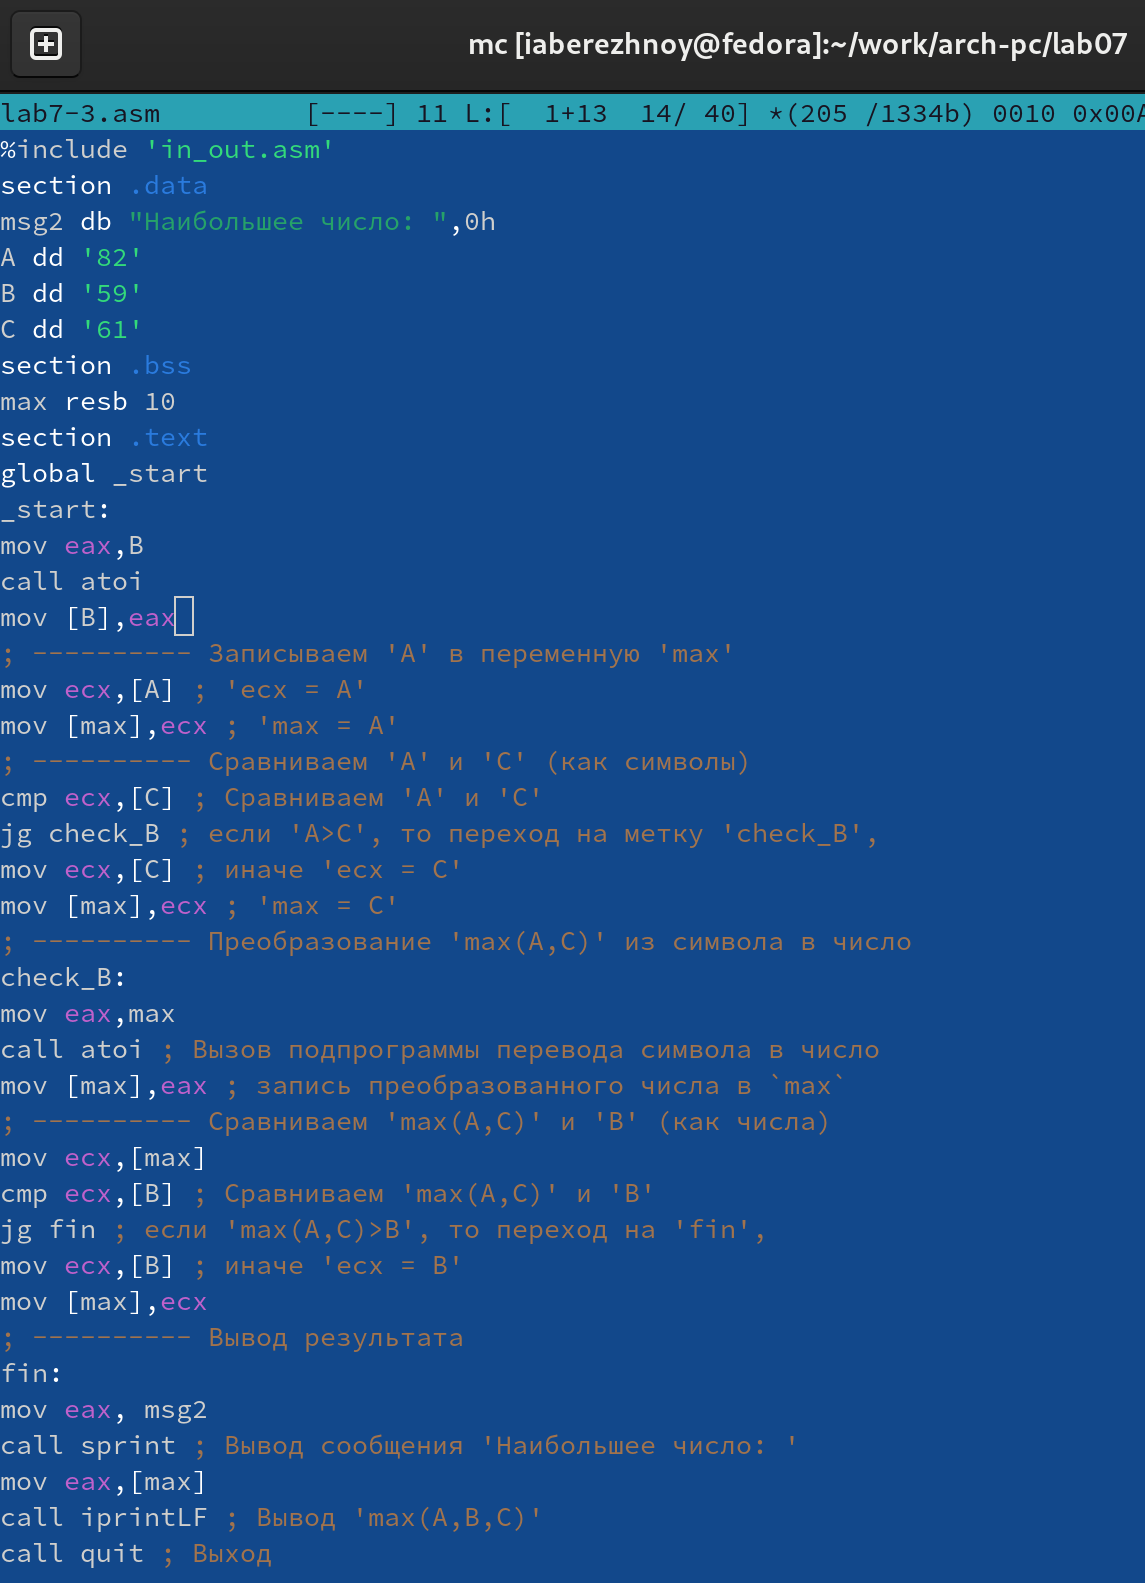 mc [iaberezhnoy@fedora]:~/work/arch-pc/lab07
lab7-3.asm [----] 11 L:[ 1+13 14/ 40] *(205 /1334b) 0010 0x00A
%include 'in_out.asm'
section .data
msg2 db "Наибольшее число: ",0h
A dd '82'
B dd '59'
C dd '61'
section .bss
max resb 10
section .text
global _start
_start:
mov eax,B
call atoi
mov [B],eax
; ---------- Записываем 'A' в переменную 'max'
mov ecx,[A] ; 'ecx = A'
mov [max],ecx ; 'max = A'
; ---------- Сравниваем 'A' и 'С' (как символы)
cmp ecx,[C] ; Сравниваем 'A' и 'С'
jg check_B ; если 'A>C', то переход на метку 'check_B',
mov ecx,[C] ; иначе 'ecx = C'
mov [max],ecx ; 'max = C'
; ---------- Преобразование 'max(A,C)' из символа в число
check_B:
mov eax,max
call atoi ; Вызов подпрограммы перевода символа в число
mov [max],eax ; запись преобразованного числа в `max`
; ---------- Сравниваем 'max(A,C)' и 'B' (как числа)
mov ecx,[max]
cmp ecx,[B] ; Сравниваем 'max(A,C)' и 'B'
jg fin ; если 'max(A,C)>B', то переход на 'fin',
mov ecx,[B] ; иначе 'ecx = B'
mov [max],ecx
; ---------- Вывод результата
fin:
mov eax, msg2
call sprint ; Вывод сообщения 'Наибольшее число: '
mov eax,[max]
call iprintLF ; Вывод 'max(A,B,C)'
call quit ; Выход